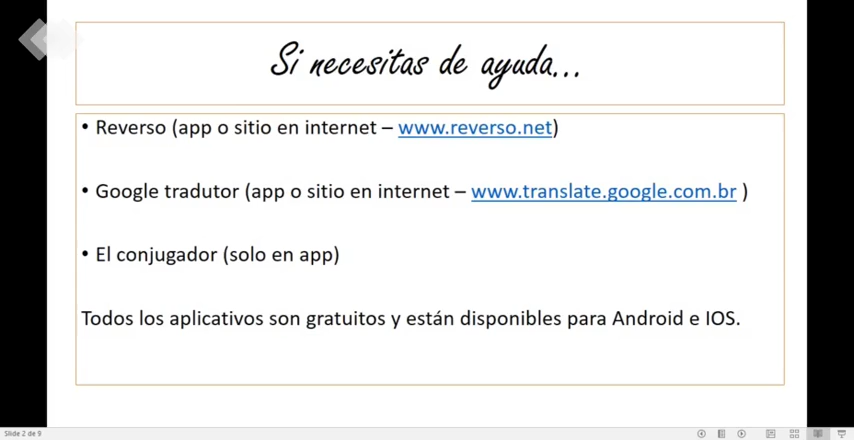 Si necesitas de ayuda...
• Reverso (app o sitio en internet – www.reverso.net)
• Google tradutor (app o sitio en internet – www.translate.google.com.br )
• El conjugador (solo en app)
Todos los aplicativos son gratuitos y están disponibles para Android e IOS.
Slide 2 de 9